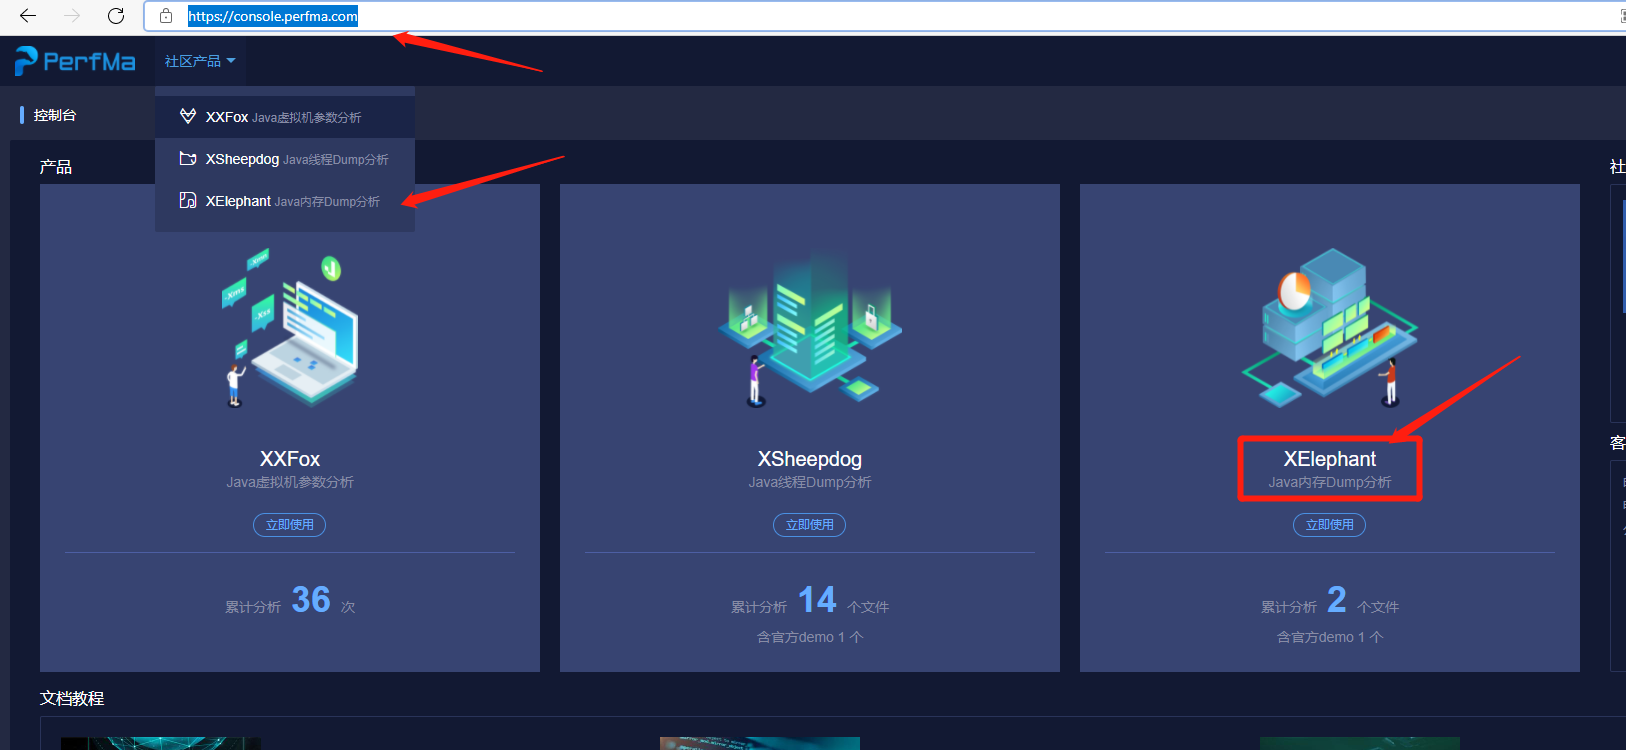 https://console.perfma.com
PerfMa 社区产品
控制台
XXFox Java虚拟机参数分析
XSheepdog Java线程Dump分析
XElephant Java内存Dump分析
产品
社
-Xms
-Xss
XXFox
Java虚拟机参数分析
立即使用
累计分析 36 次
XSheepdog
Java线程Dump分析
立即使用
累计分析 14 个文件
含官方demo 1 个
XElephant
Java内存Dump分析
立即使用
累计分析 2 个文件
含官方demo 1 个
客
文档教程